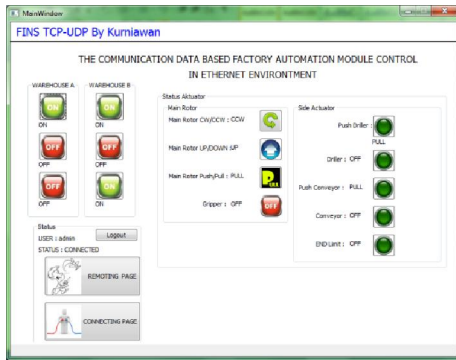 MainWindow
FINS TCP-UDP By Kurniawan
THE COMMUNICATION DATA BASED FACTORY AUTOMATION MODULE CONTROL
IN ETHERNET ENVIRONTMENT
WAREHOUSE A
WAREHOUSE B
ON
ON
ON
ON
OFF
OFF
OFF
OFF
OFF
ON
OFF
ON
Status
USER : admin
Logout
STATUS : CONNECTED
REMOTING PAGE
CONNECTING PAGE
Status Aktuator
Main Rotor
Main Rotor CW/CCW : CCW
Main Rotor UP/DOWN :UP
Main Rotor Push/Pull : PULL
Gripper : OFF
OFF
Side Actuator
Push Driller :
PULL
Driller : OFF
Push Conveyor : PULL
Conveyor : OFF
END Limit : OFF